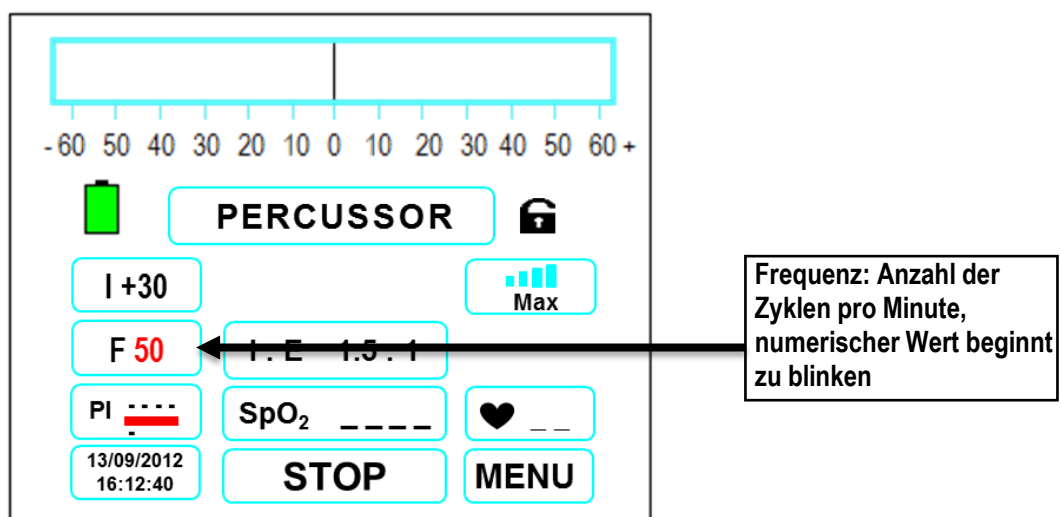 - 60 50 40 30 20 10 0 10 20 30 40 50 60 +
PERCUSSOR
I +30
Max
F 50
I : E 1.5 : 1
PI ---- -
SpO₂ _ _ _ _
_ _
13/09/2012
16:12:40
STOP
MENU
Frequenz: Anzahl der
Zyklen pro Minute,
numerischer Wert beginnt
zu blinken